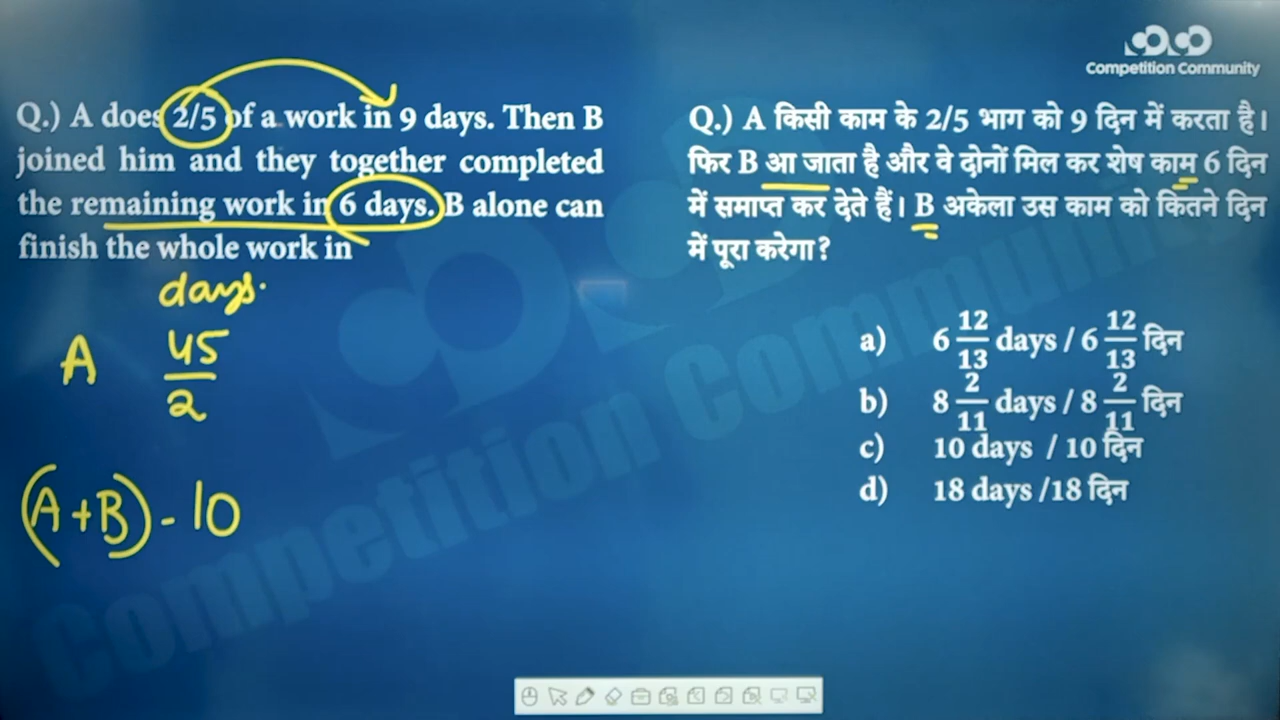 Competition Community
Q.) A does 2/5 of a work in 9 days. Then B
joined him and they together completed
the remaining work in 6 days. B alone can
finish the whole work in
days.
A 45/2
(A+B) - 10
Q.) A किसी काम के 2/5 भाग को 9 दिन में करता है।
फिर B आ जाता है और वे दोनों मिल कर शेष काम 6 दिन
में समाप्त कर देते हैं। B अकेला उस काम को कितने दिन
में पूरा करेगा?
a) 6 12/13 days / 6 12/13 दिन
b) 8 2/11 days / 8 2/11 दिन
c) 10 days / 10 दिन
d) 18 days /18 दिन
Competition Community